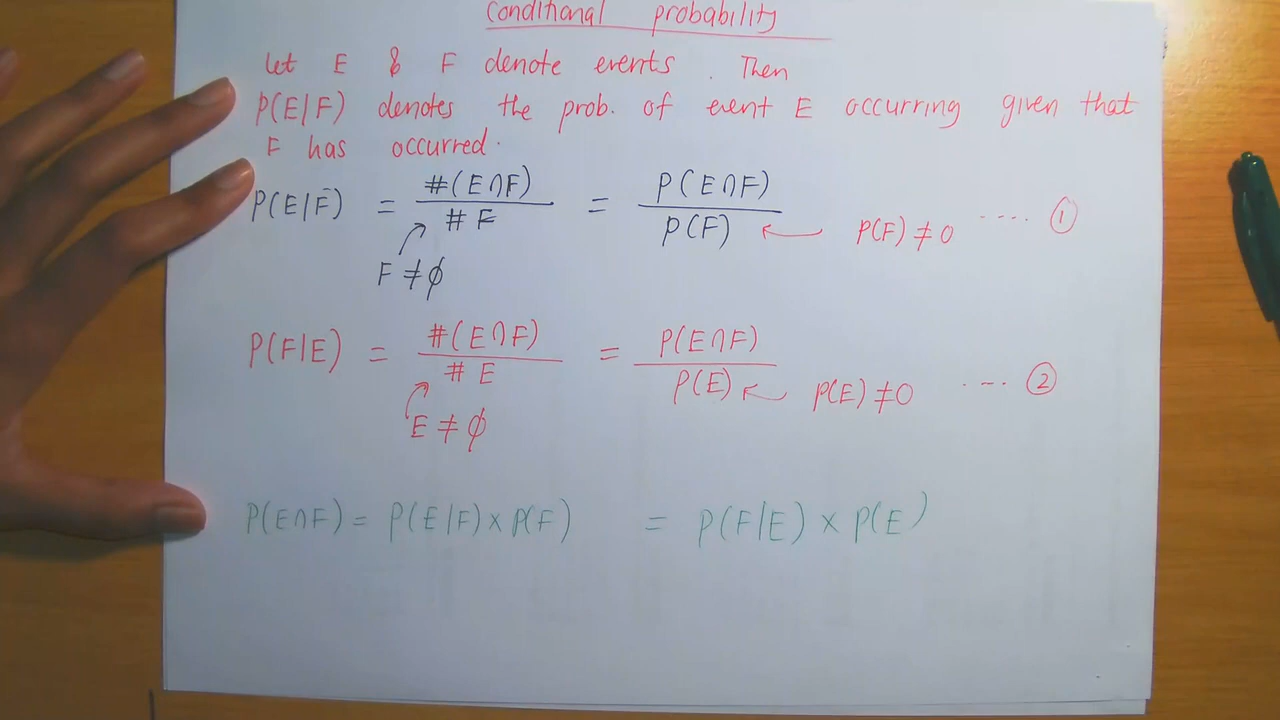 Conditional probability
Let E & F denote events. Then
P(E|F) denotes the prob. of event E occurring given that
F has occurred.
P(E|F) = #(E∩F) / # F = P(E∩F) / P(F) ← P(F) ≠ 0 .... ①
F ≠ ϕ
P(F|E) = #(E∩F) / # E = P(E∩F) / P(E) ← P(E) ≠ 0 .... ②
E ≠ ϕ
P(E∩F) = P(E|F) × P(F) = P(F|E) × P(E)